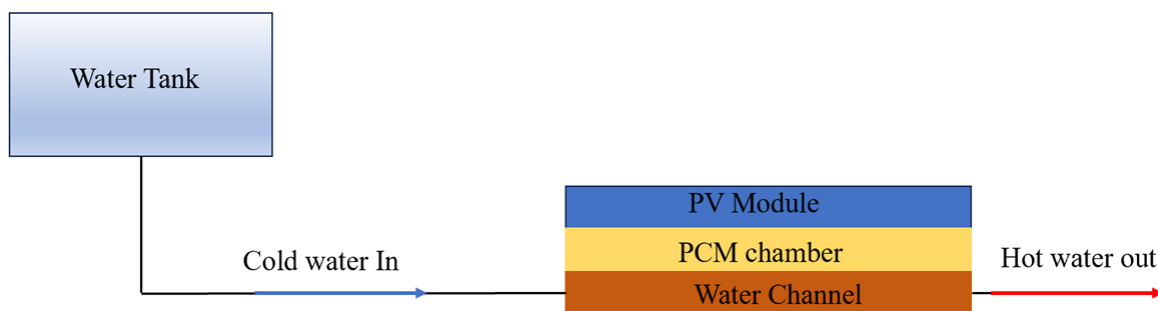 Water Tank
PV Module
PCM chamber
Cold water In
Hot water out
Water Channel